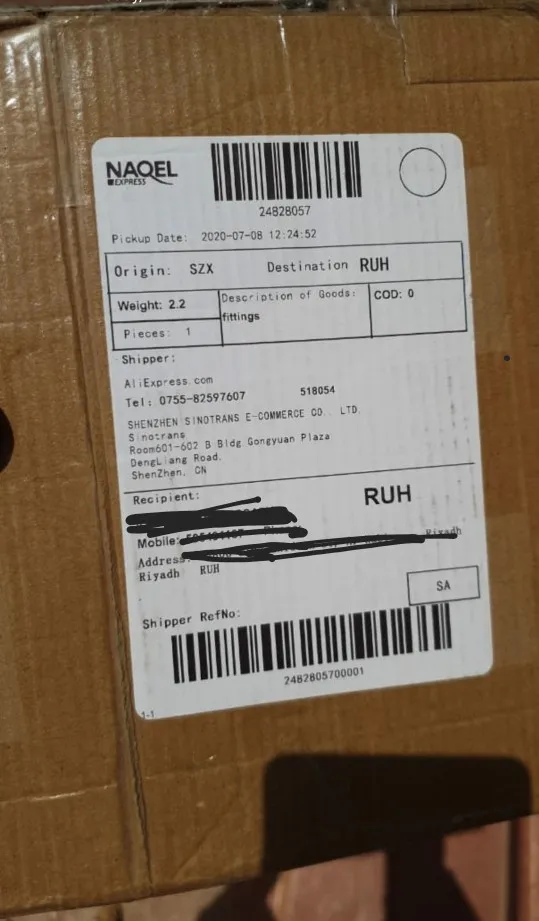 NAQEL
EXPRESS
24828057
Pickup Date: 2020-07-08 12:24:52
Origin: SZX Destination RUH
Weight: 2.2 Description of Goods: COD: 0
fittings
Pieces: 1
Shipper:
AliExpress.com
Tel: 0755-82597607 518054
SHENZHEN SINOTRANS E-COMMERCE CO., LTD.
Sinotrans
Room601-602 B Bldg Gongyuan Plaza
DengLiang Road,
ShenZhen, CN
Recipient:
RUH
Mobile:
Address: Riyadh
Riyadh RUH
SA
Shipper RefNo:
2482805700001
1-1